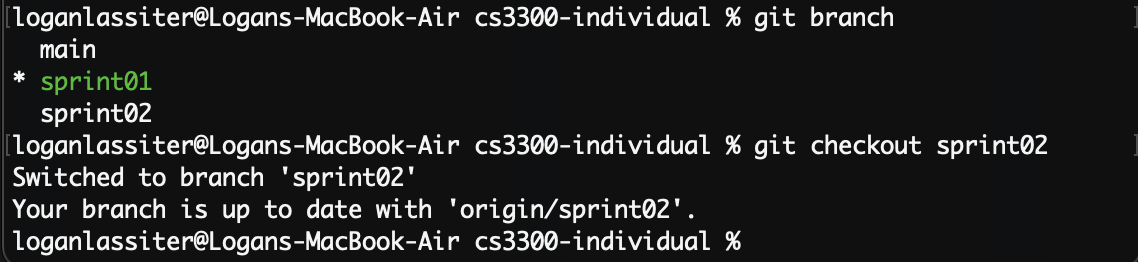 [loganlassiter@Logans-MacBook-Air cs3300-individual % git branch ]
  main
* sprint01
  sprint02
[loganlassiter@Logans-MacBook-Air cs3300-individual % git checkout sprint02 ]
Switched to branch 'sprint02'
Your branch is up to date with 'origin/sprint02'.
loganlassiter@Logans-MacBook-Air cs3300-individual %